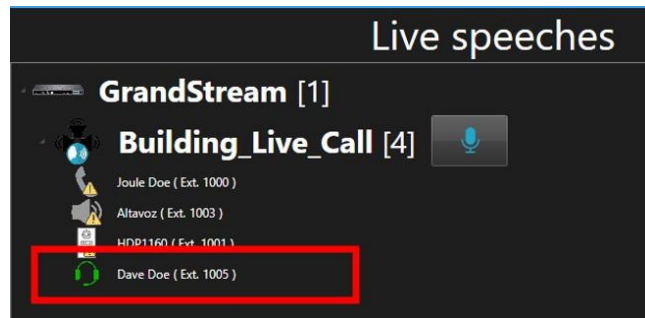 Live speeches
GrandStream [1]
Building_Live_Call [4]
Joule Doe ( Ext. 1000 )
Altavoz ( Ext. 1003 )
HDP1160 ( Ext. 1001 )
Dave Doe ( Ext. 1005 )